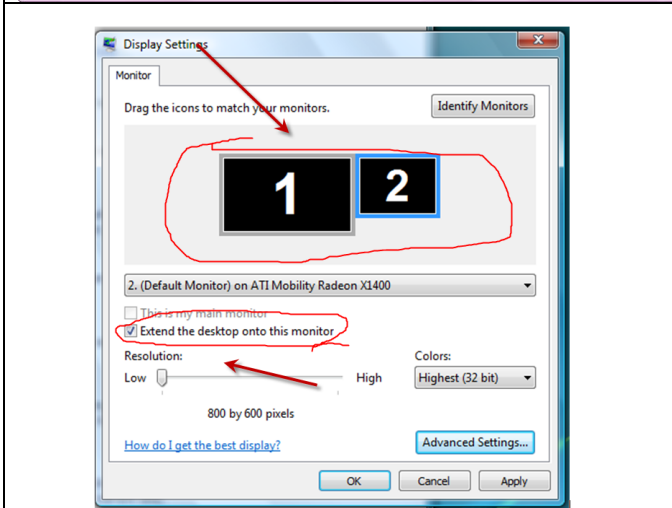 Display Settings
Monitor
Drag the icons to match your monitors.
Identify Monitors
1
2
2. (Default Monitor) on ATI Mobility Radeon X1400
This is my main monitor
Extend the desktop onto this monitor
Resolution:
Colors:
Low
High
Highest (32 bit)
800 by 600 pixels
How do I get the best display?
Advanced Settings...
OK
Cancel
Apply